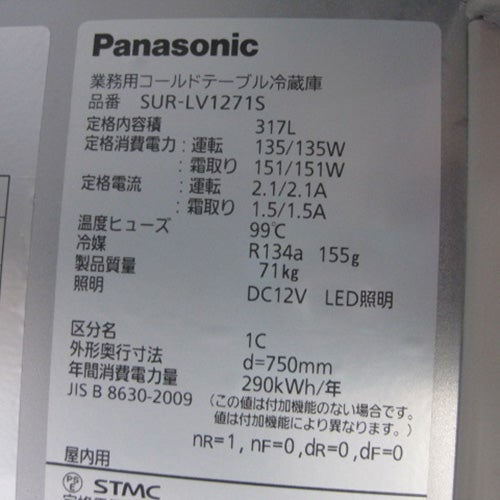 Panasonic
業務用コールドテーブル冷蔵庫
品番 SUR-LV1271S
定格内容積 317L
定格消費電力:運転 135/135W
:霜取り 151/151W
定格電流 :運転 2.1/2.1A
:霜取り 1.5/1.5A
温度ヒューズ 99℃
冷媒 R134a 155g
製品質量 71kg
照明 DC12V LED照明
区分名 1C
外形奥行寸法 d=750mm
年間消費電力量 290kWh/年
JIS B 8630-2009 (この値は付加機能のない場合です。
値は付加機能により異なります。)
nR=1, nF=0,dR=0,dF=0
屋内用
PS E STMC